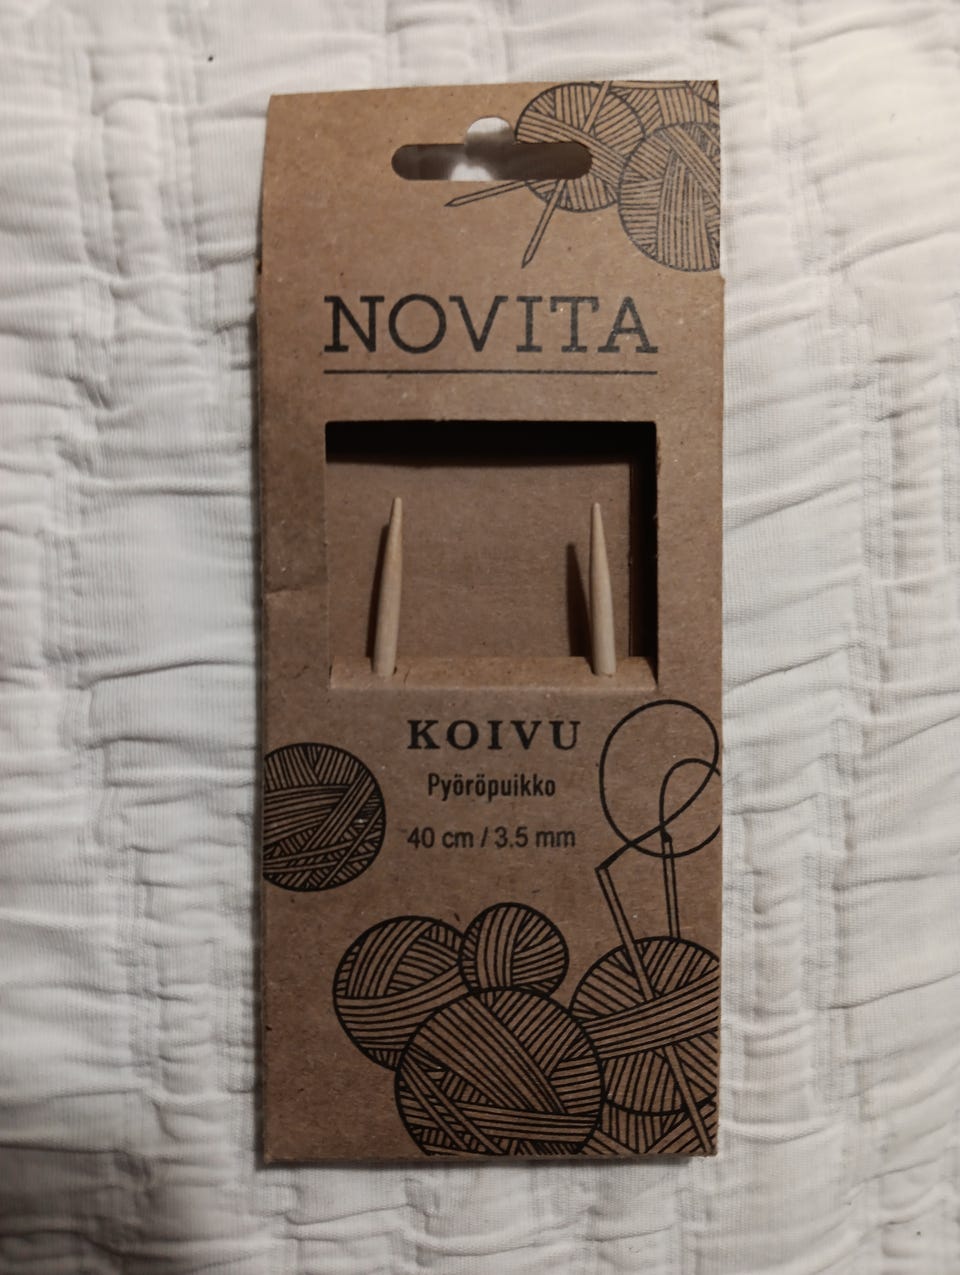 NOVITA
KOIVU
Pyöröpuikko
40 cm / 3.5 mm